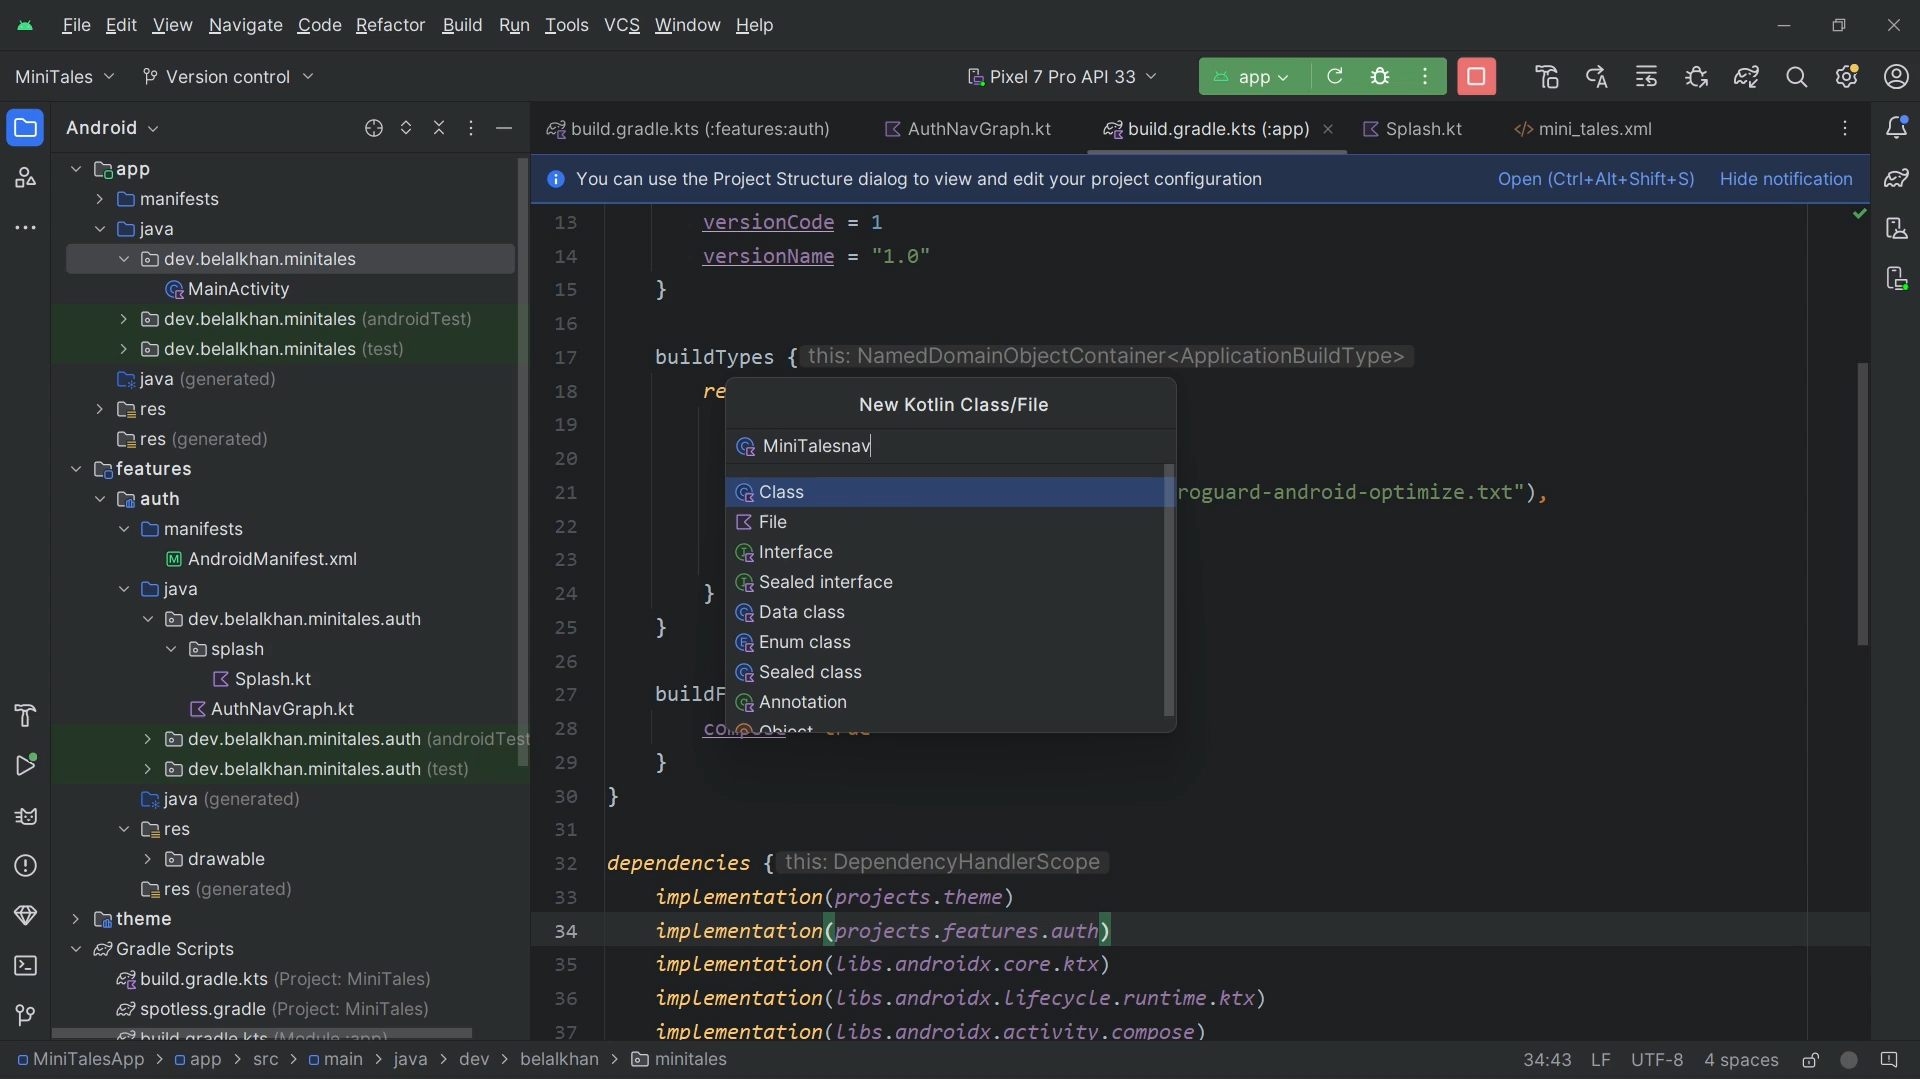 File Edit View Navigate Code Refactor Build Run Tools VCS Window Help
MiniTales Version control Pixel 7 Pro API 33 app
Android
app
manifests
java
dev.belalkhan.minitales
MainActivity
dev.belalkhan.minitales (androidTest)
dev.belalkhan.minitales (test)
java (generated)
res
res (generated)
features
auth
manifests
AndroidManifest.xml
java
dev.belalkhan.minitales.auth
splash
Splash.kt
AuthNavGraph.kt
dev.belalkhan.minitales.auth (androidTest
dev.belalkhan.minitales.auth (test)
java (generated)
res
drawable
res (generated)
theme
Gradle Scripts
build.gradle.kts (Project: MiniTales)
spotless.gradle (Project: MiniTales)
build.gradle.kts (Module :app)
build.gradle.kts (:features:auth) AuthNavGraph.kt build.gradle.kts (:app) Splash.kt mini_tales.xml
You can use the Project Structure dialog to view and edit your project configuration Open (Ctrl+Alt+Shift+S) Hide notification
13 versionCode = 1
14 versionName = "1.0"
15 }
16
17 buildTypes { this: NamedDomainObjectContainer<ApplicationBuildType>
18 re
19
20
21 roguard-android-optimize.txt"),
22
23
24 }
25 }
26
27 buildF
28 compose true
29 }
30 }
31
32 dependencies { this: DependencyHandlerScope
33 implementation(projects.theme)
34 implementation(projects.features.auth)
35 implementation(libs.androidx.core.ktx)
36 implementation(libs.androidx.lifecycle.runtime.ktx)
37 implementation(libs.androidx.activity.compose)
New Kotlin Class/File
MiniTalesnav
Class
File
Interface
Sealed interface
Data class
Enum class
Sealed class
Annotation
Object
MiniTalesApp > app > src > main > java > dev > belalkhan > minitales 34:43 LF UTF-8 4 spaces